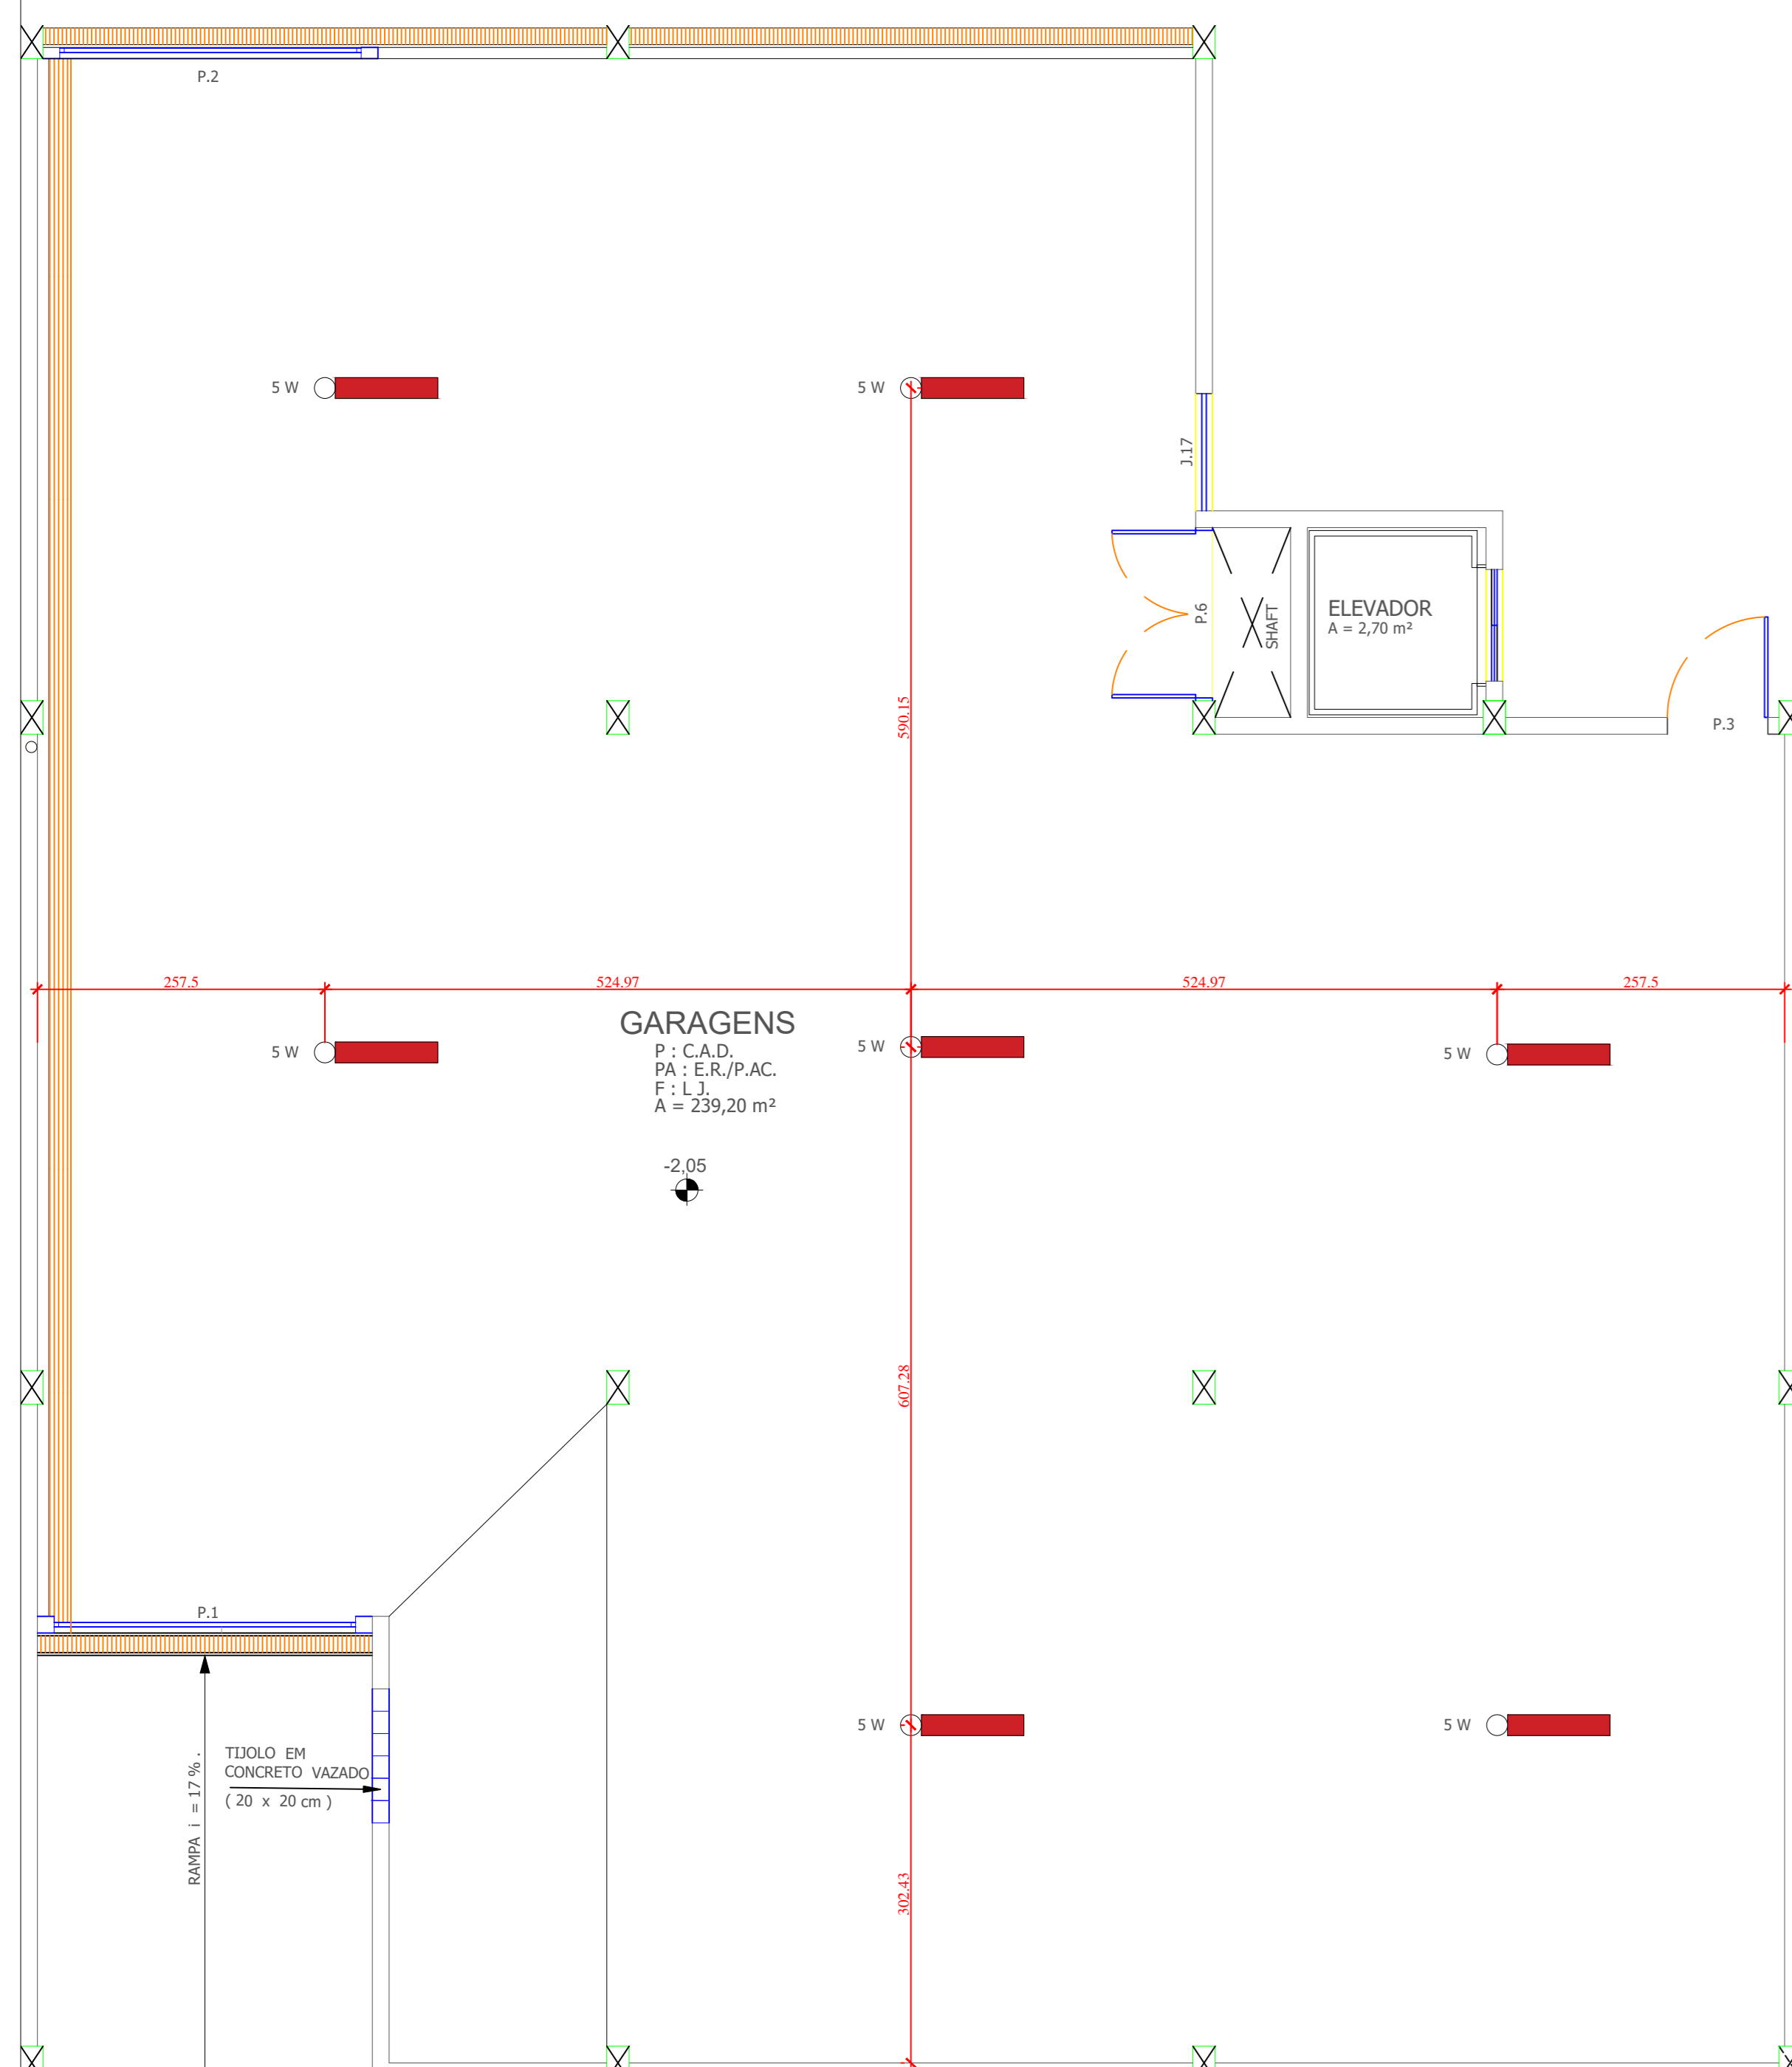 P.2
5 W
5 W
J.17
P.6
SHAFT
ELEVADOR
A = 2,70 m²
P.3
590.15
257.5
524.97
524.97
257.5
GARAGENS
P : C.A.D.
PA : E.R./P.AC.
F : L J.
A = 239,20 m²
5 W
5 W
5 W
-2,05
607.28
P.1
5 W
5 W
RAMPA i = 17 % .
TIJOLO EM
CONCRETO VAZADO
( 20 x 20 cm )
302.43